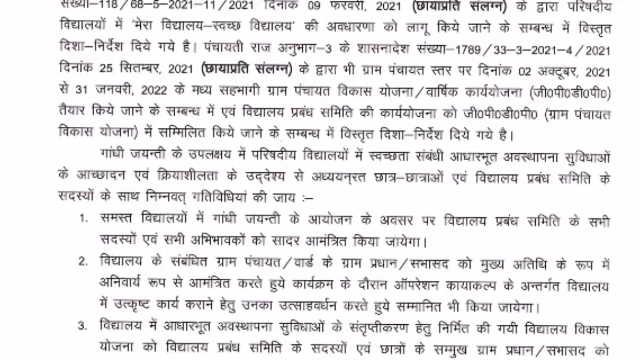 संख्या-118/68-5-2021-11/2021 दिनांक 09 फरवरी, 2021 (छायाप्रति संलग्न) के द्वारा परिषदीय
विद्यालयों में 'मेरा विद्यालय-स्वच्छ विद्यालय' की अवधारणा को लागू किये जाने के सम्बन्ध में विस्तृत
दिशा-निर्देश दिये गये है। पंचायती राज अनुभाग-3 के शासनादेश संख्या-1789/33-3-2021-4/2021
दिनांक 25 सितम्बर, 2021 (छायाप्रति संलग्न) के द्वारा भी ग्राम पंचायत स्तर पर दिनांक 02 अक्टूबर, 2021
से 31 जनवरी, 2022 के मध्य सहभागी ग्राम पंचायत विकास योजना/वार्षिक कार्ययोजना (जी0पी0डी0पी0)
तैयार किये जाने के सम्बन्ध में एवं विद्यालय प्रबंध समिति की कार्ययोजना को जी0पी0डी0पी0 (ग्राम पंचायत
विकास योजना) में सम्मिलित किये जाने के सम्बन्ध में विस्तृत दिशा-निर्देश दिये गये है।
गांधी जयन्ती के उपलक्ष्य में परिषदीय विद्यालयों में स्वच्छता संबंधी आधारभूत अवस्थापना सुविधाओं
के आच्छादन एवं क्रियाशीलता के उद्देश्य से अध्ययनरत छात्र-छात्राओं एवं विद्यालय प्रबंध समिति के
सदस्यों के साथ निम्नवत् गतिविधियां की जाय :–
1. समस्त विद्यालयों में गांधी जयन्ती के आयोजन के अवसर पर विद्यालय प्रबंध समिति के सभी
सदस्यों एवं सभी अभिभावकों को सादर आमंत्रित किया जायेगा।
2. विद्यालय के संबंधित ग्राम पंचायत/वार्ड के ग्राम प्रधान/सभासद को मुख्य अतिथि के रूप में
अनिवार्य रूप से आमंत्रित करते हुये कार्यक्रम के दौरान ऑपरेशन कायाकल्प के अन्तर्गत विद्यालय
में उत्कृष्ट कार्य कराने हेतु उनका उत्साहवर्धन करते हुये सम्मानित भी किया जायेगा।
3. विद्यालय में आधारभूत अवस्थापना सुविधाओं के संतृप्तीकरण हेतु निर्मित की गयी विद्यालय विकास
योजना को विद्यालय प्रबंध समिति के सदस्यों एवं छात्रों के सम्मुख ग्राम प्रधान/सभासद को